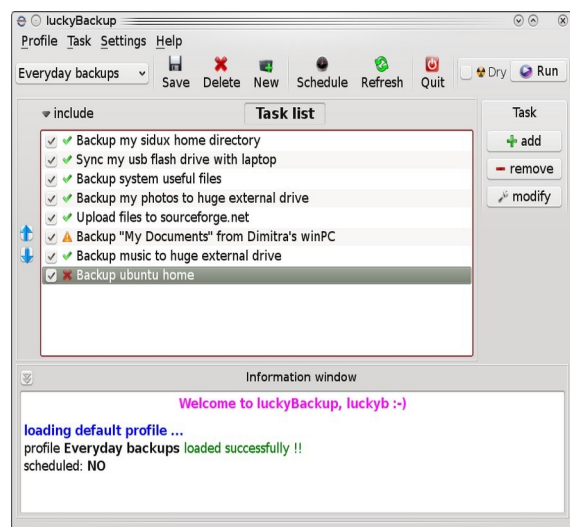 luckyBackup
Profile Task Settings Help
Everyday backups Save Delete New Schedule Refresh Quit Dry Run
include Task list Task
Backup my sidux home directory
add
Sync my usb flash drive with laptop
Backup system useful files
remove
Backup my photos to huge external drive
modify
Upload files to sourceforge.net
Backup "My Documents" from Dimitra's winPC
Backup music to huge external drive
Backup ubuntu home
Information window
Welcome to luckyBackup, luckyb :-)
loading default profile ...
profile Everyday backups loaded successfully !!
scheduled: NO